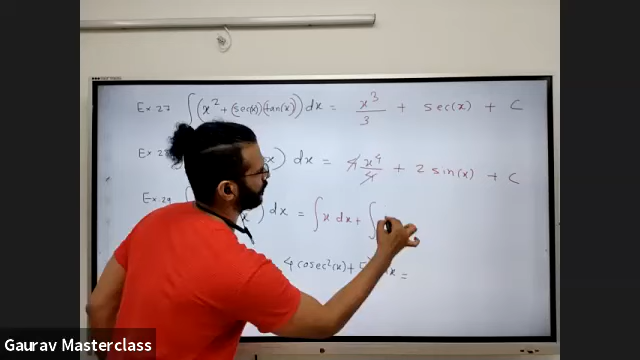 Ex 27 ∫(x² + (sec(x))(tan(x)))dx = x³/3 + sec(x) + C
Ex 28 ) dx = 4x⁴/4 + 2 sin(x) + C
Ex 29 ) dx = ∫x dx + ∫
4 cosec²(x) + =
Gaurav Masterclass